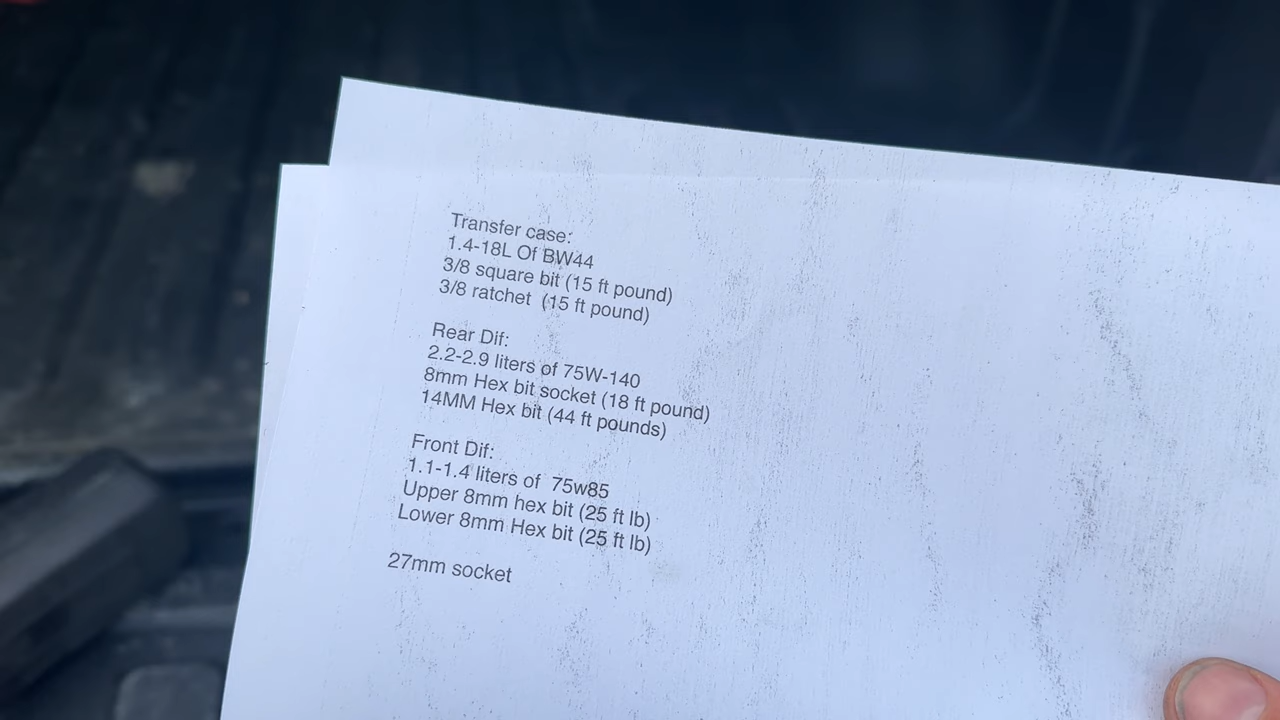 Transfer case:
1.4-18L Of BW44
3/8 square bit (15 ft pound)
3/8 ratchet (15 ft pound)
Rear Dif:
2.2-2.9 liters of 75W-140
8mm Hex bit socket (18 ft pound)
14MM Hex bit (44 ft pounds)
Front Dif:
1.1-1.4 liters of 75w85
Upper 8mm hex bit (25 ft lb)
Lower 8mm Hex bit (25 ft lb)
27mm socket